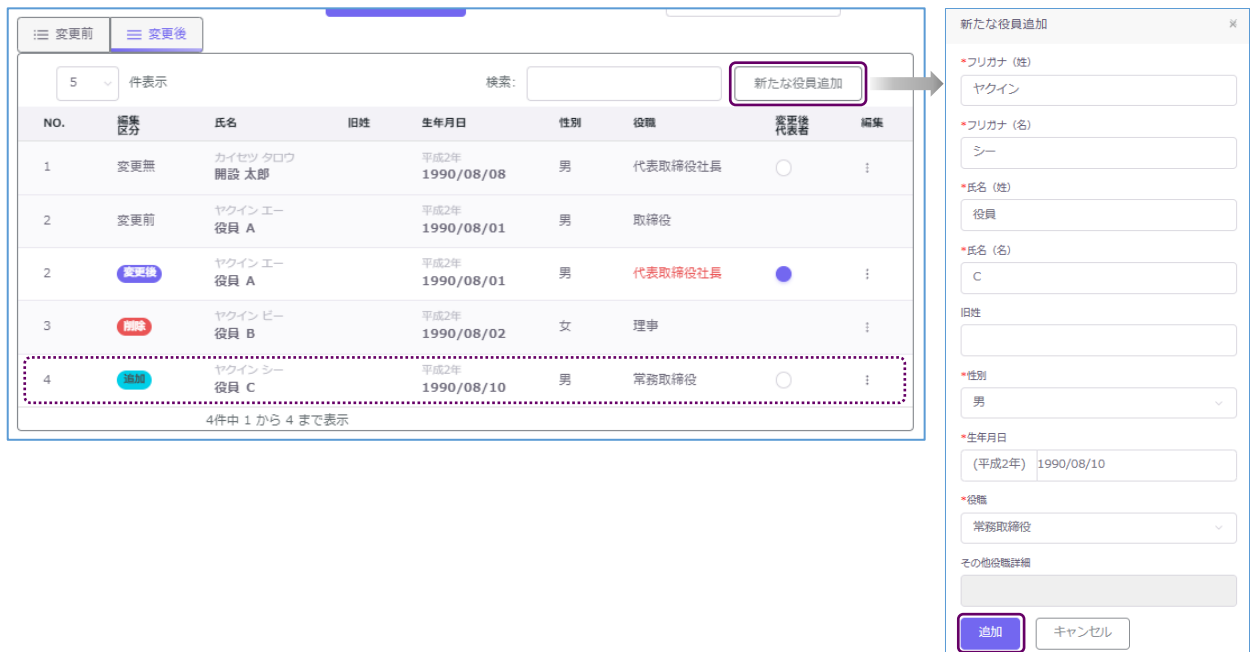 変更前 変更後
5 件表示 検索: 新たな役員追加
NO. 編集区分 氏名 旧姓 生年月日 性別 役職 変更後代表者 編集
カイセツ タロウ 平成2年
1 変更無 開設 太郎 1990/08/08 男 代表取締役社長
ヤクイン エー 平成2年
2 変更前 役員 A 1990/08/01 男 取締役
ヤクイン エー 平成2年
2 変更後 役員 A 1990/08/01 男 代表取締役社長
ヤクイン ビー 平成2年
3 削除 役員 B 1990/08/02 女 理事
ヤクイン シー 平成2年
4 追加 役員 C 1990/08/10 男 常務取締役
4件中 1 から 4 まで表示
新たな役員追加
*フリガナ（姓）
ヤクイン
*フリガナ（名）
シー
*氏名（姓）
役員
*氏名（名）
C
旧姓
*性別
男
*生年月日
(平成2年) 1990/08/10
*役職
常務取締役
その他役職詳細
追加 キャンセル